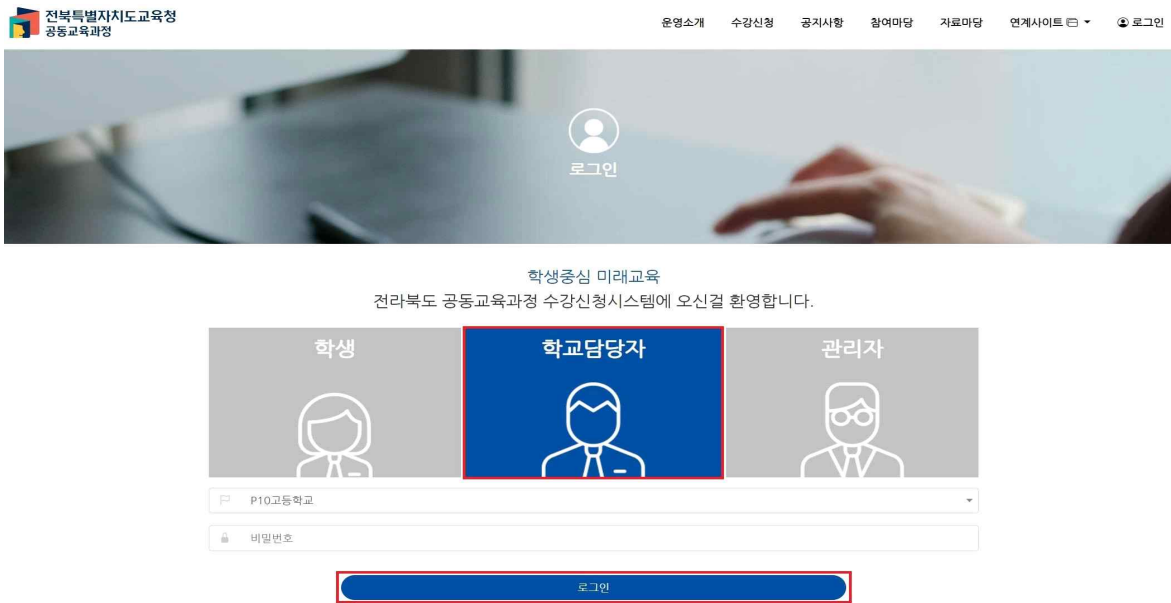 전북특별자치도교육청
공동교육과정
운영소개 수강신청 공지사항 참여마당 자료마당 연계사이트 로그인
로그인
학생중심 미래교육
전라북도 공동교육과정 수강신청시스템에 오신걸 환영합니다.
학생 학교담당자 관리자
P10고등학교
비밀번호
로그인